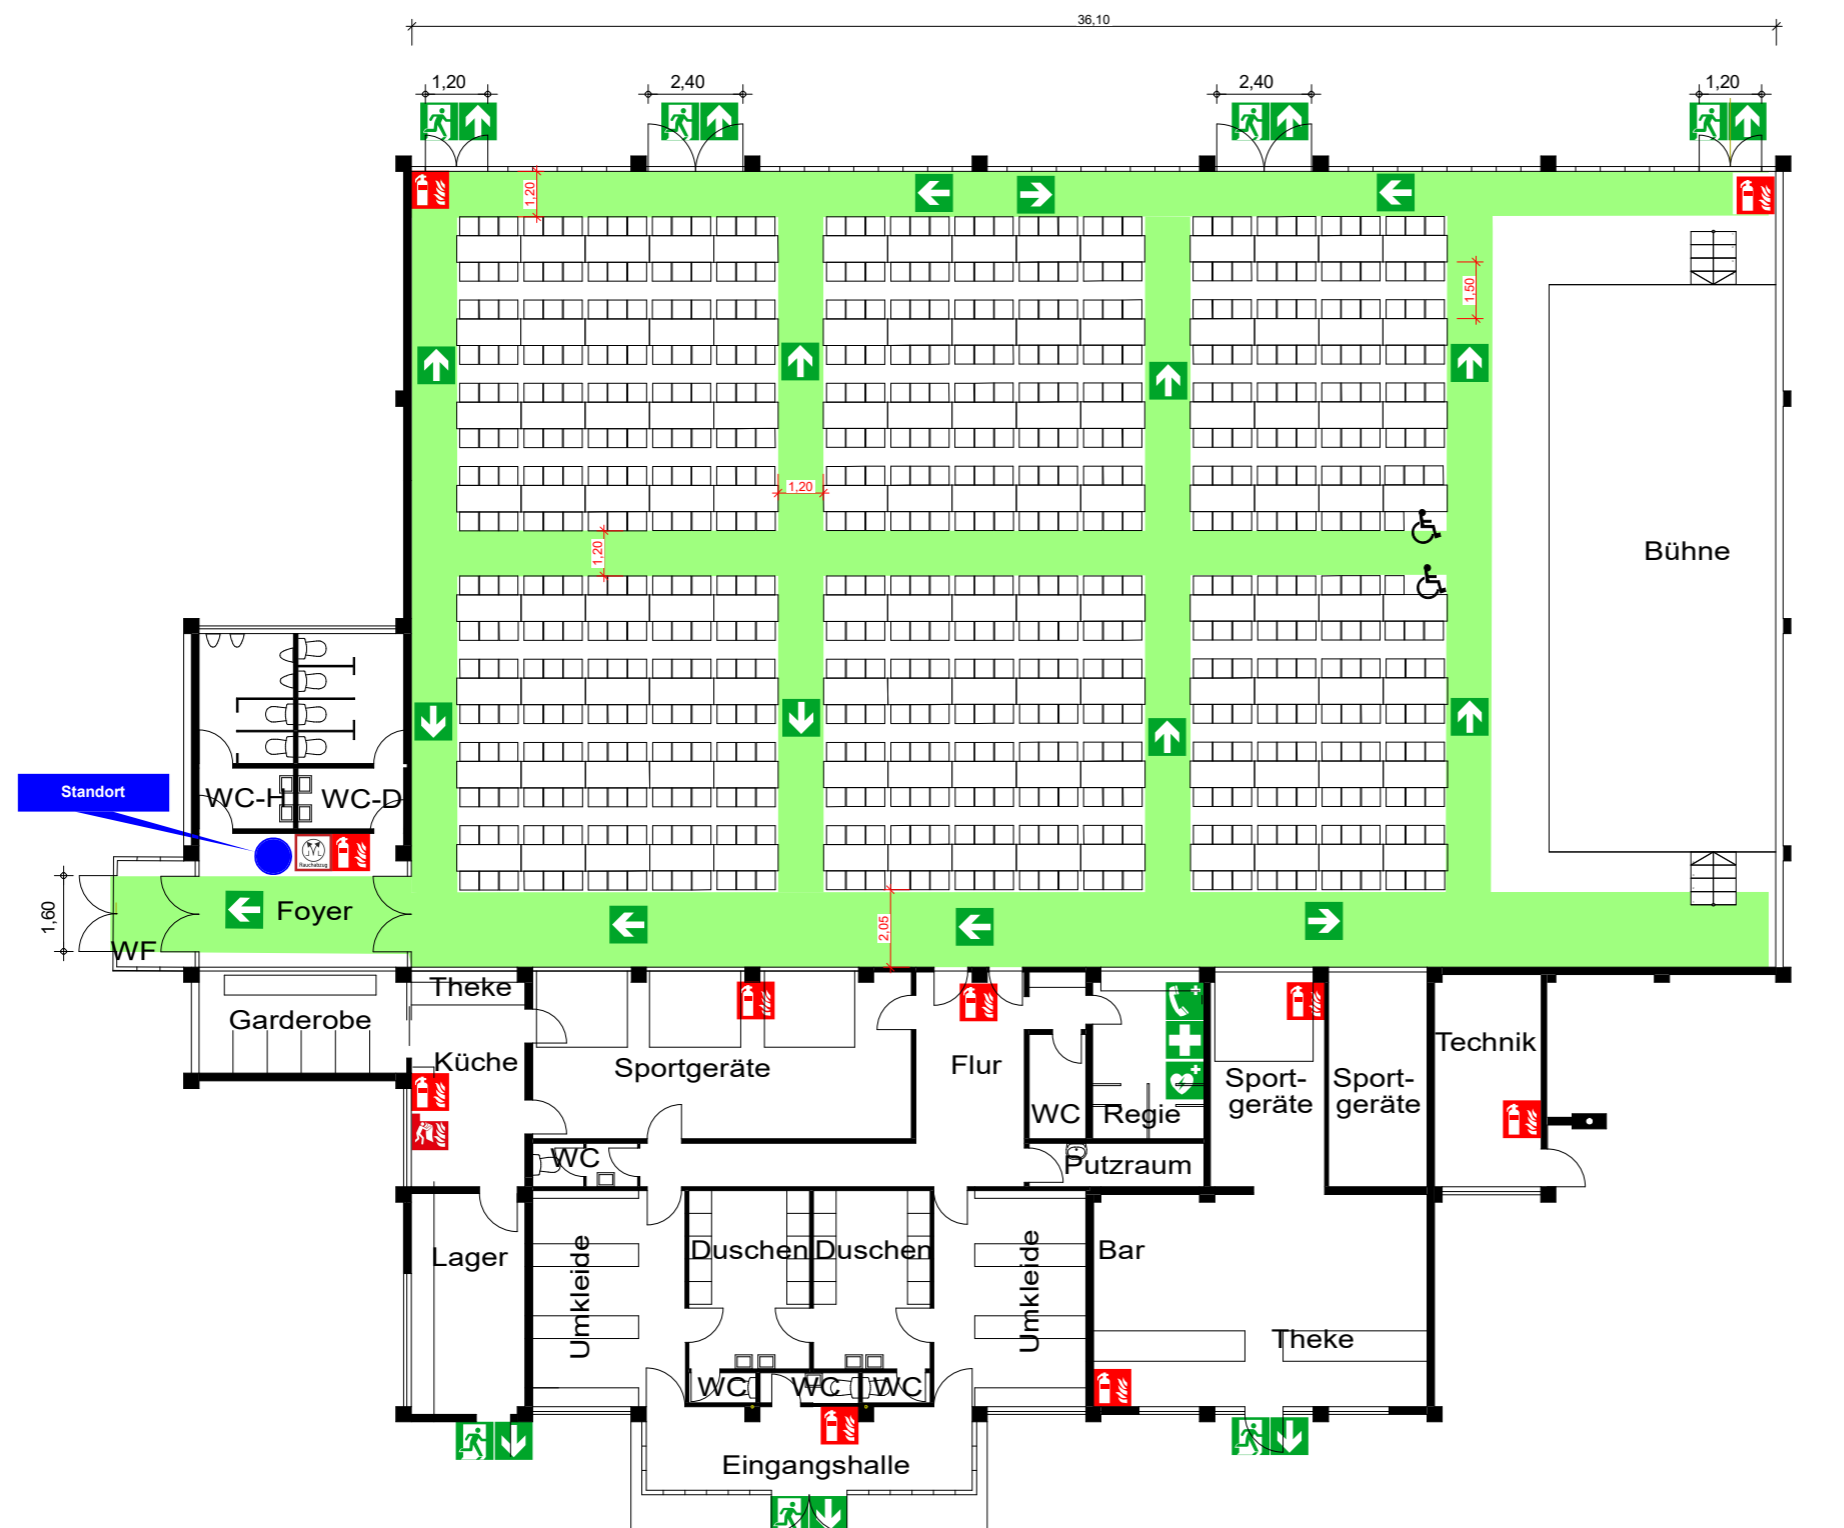 36,10
1,20
2,40
2,40
1,20
1,20
1,50
1,20
1,20
Bühne
Standort
WC-H
WC-D
Rauchabzug
1,60
Foyer
2,05
WF
Theke
Garderobe
Küche
Sportgeräte
Flur
Technik
Sport-
geräte
Sport-
geräte
WC
Regie
WC
Putzraum
Lager
Umkleide
Duschen
Duschen
Umkleide
Bar
Theke
WC
WC
WC
Eingangshalle